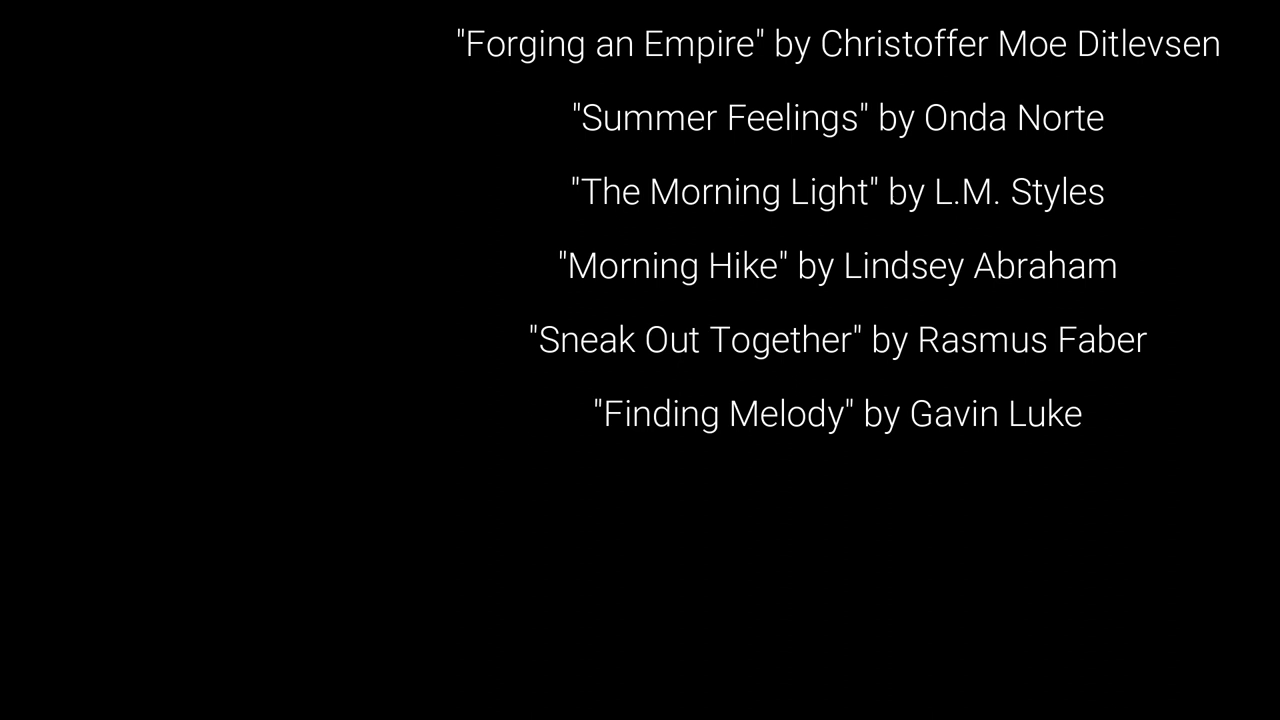 "Forging an Empire" by Christoffer Moe Ditlevsen
"Summer Feelings" by Onda Norte
"The Morning Light" by L.M. Styles
"Morning Hike" by Lindsey Abraham
"Sneak Out Together" by Rasmus Faber
"Finding Melody" by Gavin Luke